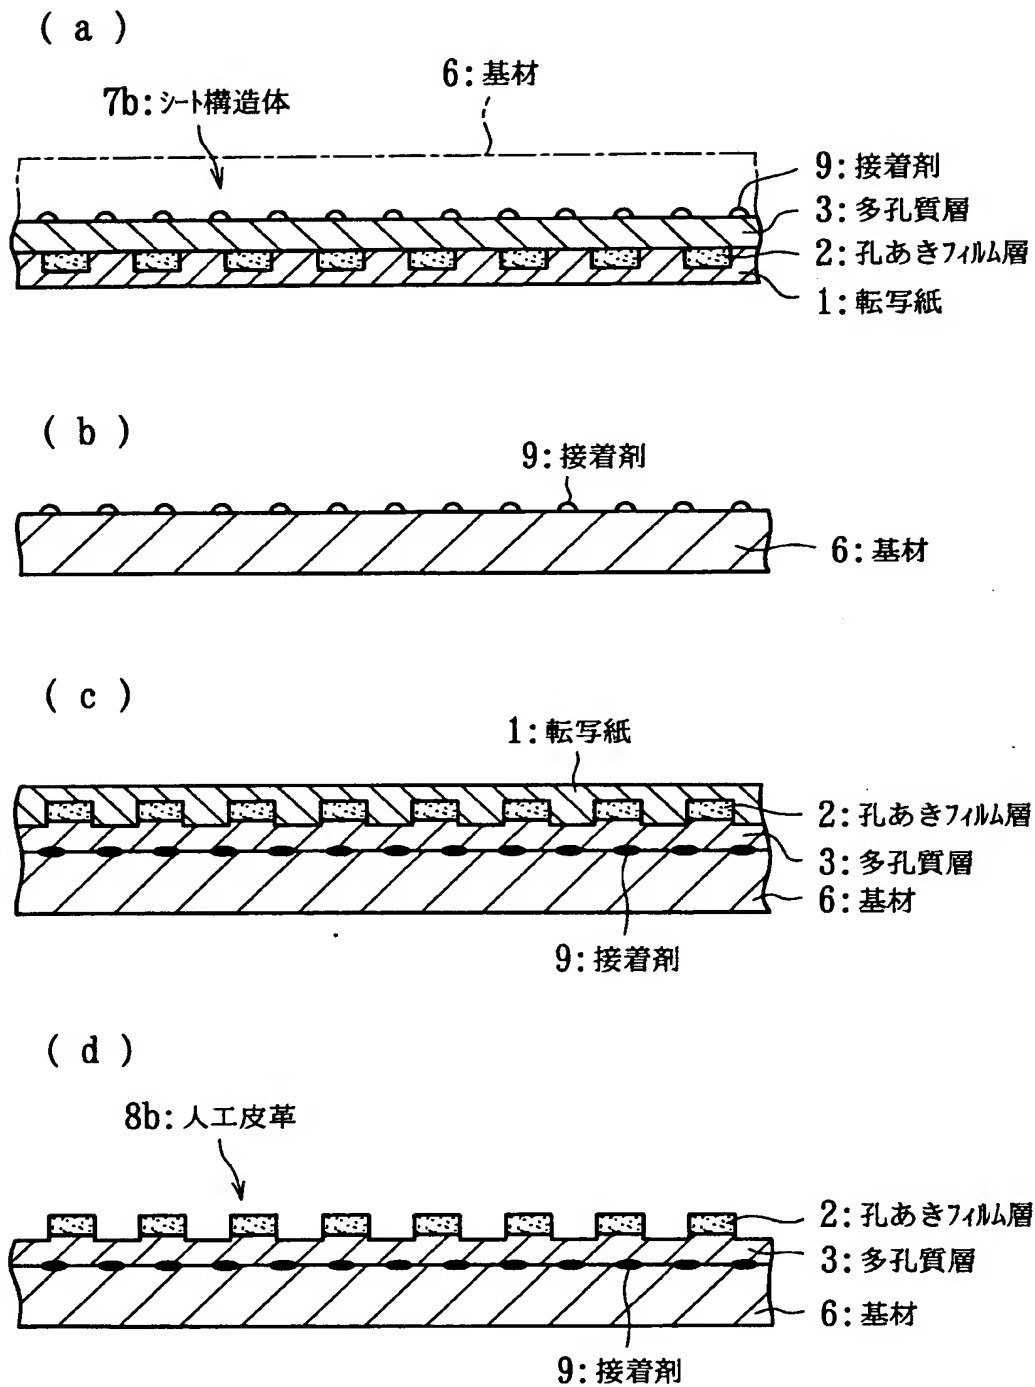 ( a )
6: 基材
7b: シート構造体
9: 接着剤
3: 多孔質層
2: 孔あきフィルム層
1: 転写紙
( b )
9: 接着剤
6: 基材
( c )
1: 転写紙
2: 孔あきフィルム層
3: 多孔質層
6: 基材
9: 接着剤
( d )
8b: 人工皮革
2: 孔あきフィルム層
3: 多孔質層
6: 基材
9: 接着剤